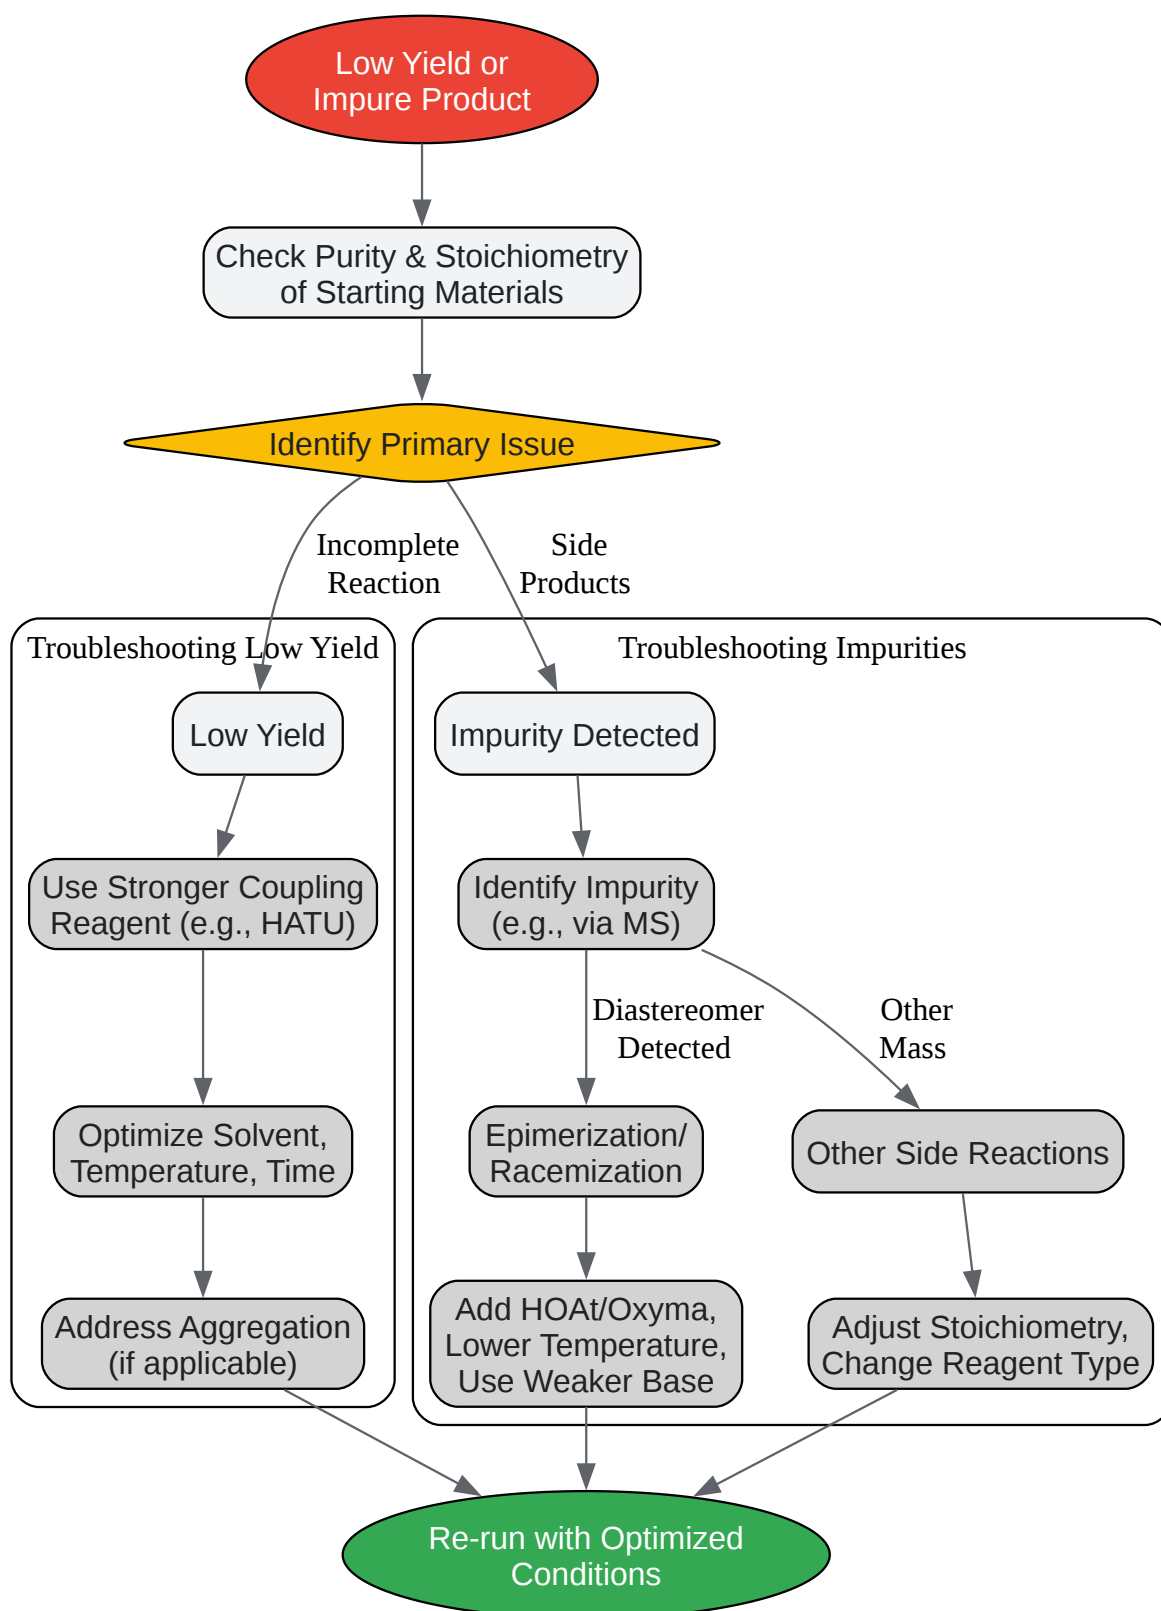 Low Yield or
Impure Product
Check Purity & Stoichiometry
of Starting Materials
Identify Primary Issue
Incomplete
Reaction
Side
Products
Troubleshooting Low Yield
Low Yield
Use Stronger Coupling
Reagent (e.g., HATU)
Optimize Solvent,
Temperature, Time
Address Aggregation
(if applicable)
Troubleshooting Impurities
Impurity Detected
Identify Impurity
(e.g., via MS)
Diastereomer
Detected
Other
Mass
Epimerization/
Racemization
Other Side Reactions
Add HOAt/Oxyma,
Lower Temperature,
Use Weaker Base
Adjust Stoichiometry,
Change Reagent Type
Re-run with Optimized
Conditions